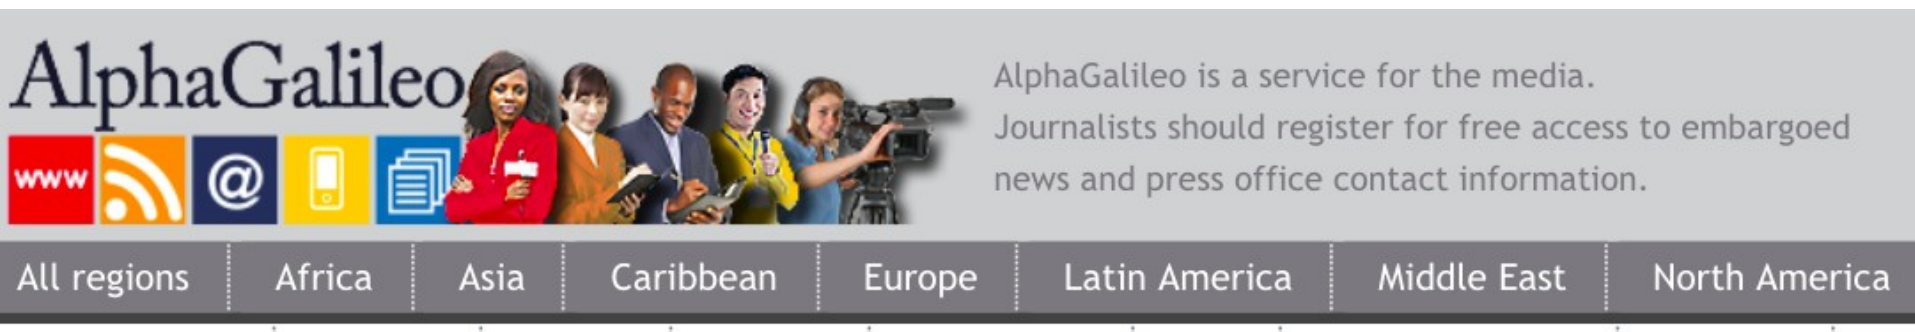 AlphaGalileo
www
@
AlphaGalileo is a service for the media.
Journalists should register for free access to embargoed
news and press office contact information.
All regions Africa Asia Caribbean Europe Latin America Middle East North America